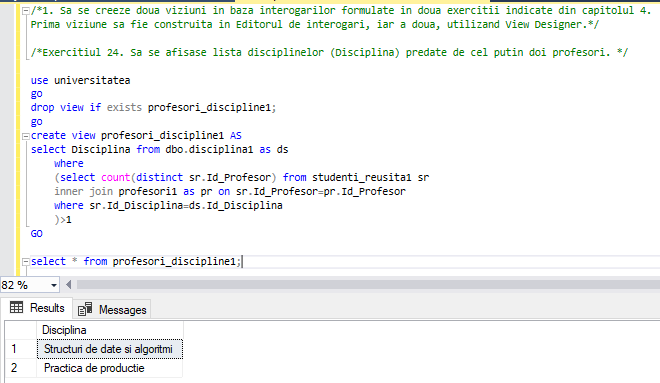 /*1. Sa se creeze doua viziuni in baza interogarilor formulate in doua exercitii indicate din capitolul 4.
Prima viziune sa fie construita in Editorul de interogari, iar a doua, utilizand View Designer.*/
/*Exercitiul 24. Sa se afisase lista disciplinelor (Disciplina) predate de cel putin doi profesori. */
use universitatea
go
drop view if exists profesori_discipline1;
go
create view profesori_discipline1 AS
select Disciplina from dbo.disciplina1 as ds
where
(select count(distinct sr.Id_Profesor) from studenti_reusita1 sr
inner join profesori1 as pr on sr.Id_Profesor=pr.Id_Profesor
where sr.Id_Disciplina=ds.Id_Disciplina
)>1
GO
select * from profesori_discipline1;
82 %
Results Messages
Disciplina
1 Structuri de date si algoritmi
2 Practica de productie